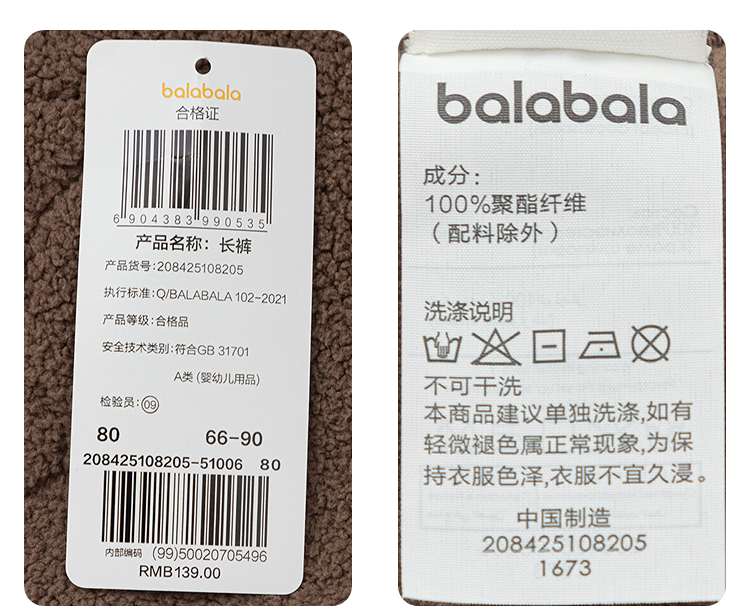 balabala
合格证
6 904383 990535
产品名称：长裤
产品货号:208425108205
执行标准: Q/BALABALA 102-2021
产品等级: 合格品
安全技术类别:符合GB 31701
A类 (婴幼儿用品)
检验员: 09
80 66-90
208425108205-51006 80
内部编码 (99)50020705496
RMB139.00
balabala
成分：
100%聚酯纤维
（配料除外）
洗涤说明
不可干洗
本商品建议单独洗涤,如有
轻微褪色属正常现象,为保
持衣服色泽,衣服不宜久浸。
中国制造
208425108205
1673